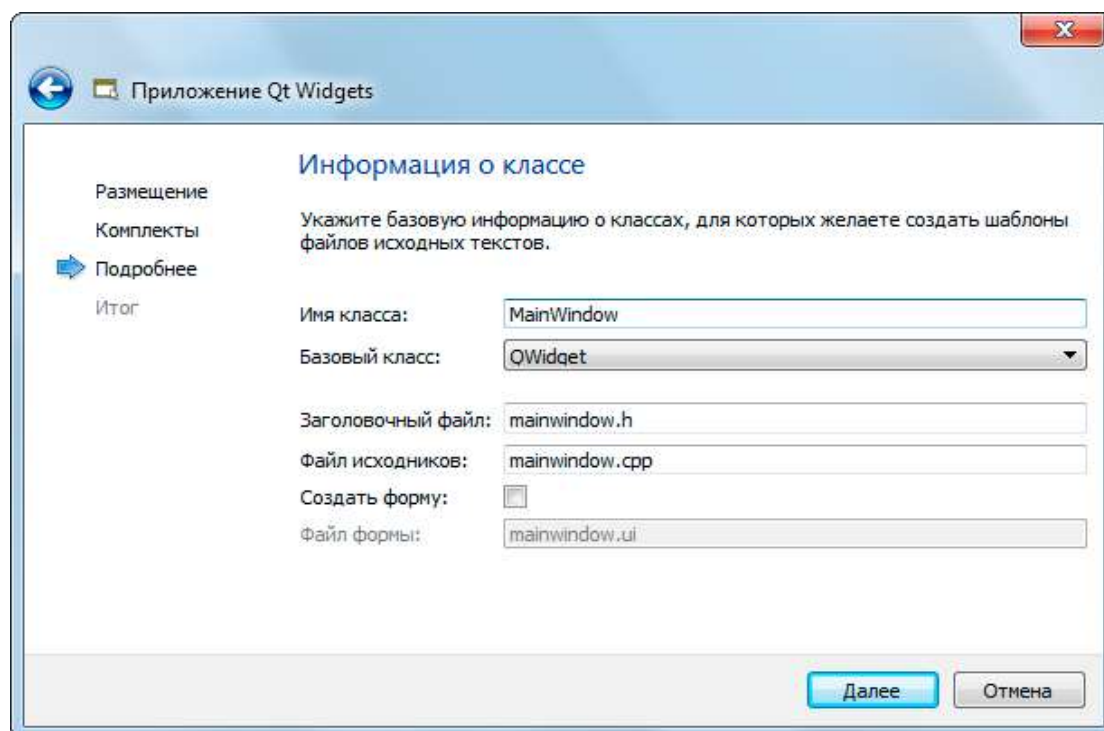 Приложение Qt Widgets
Размещение
Комплекты
Подробнее
Итог
Информация о классе
Укажите базовую информацию о классах, для которых желаете создать шаблоны
файлов исходных текстов.
Имя класса: MainWindow
Базовый класс: QWidget
Заголовочный файл: mainwindow.h
Файл исходников: mainwindow.cpp
Создать форму:
Файл формы: mainwindow.ui
Далее Отмена